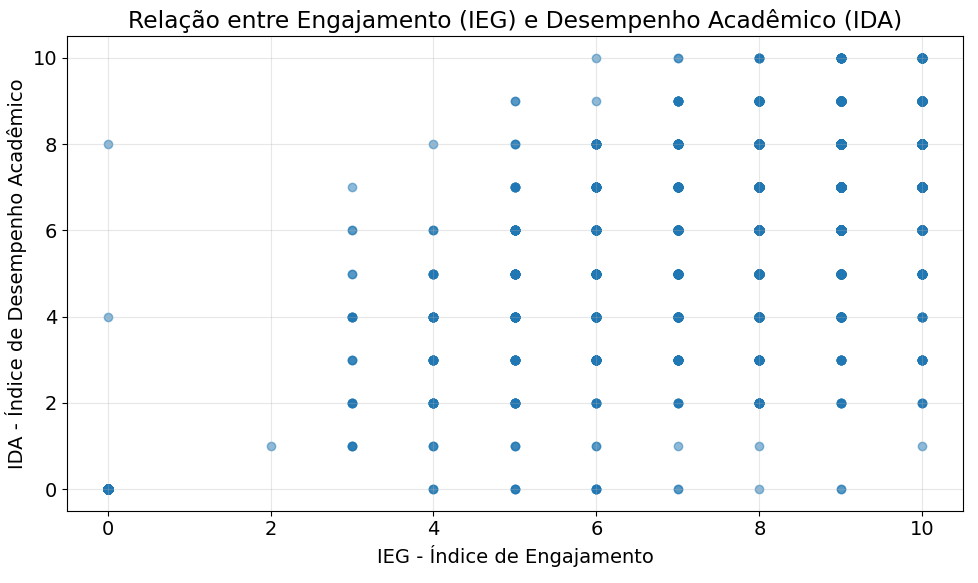 Relação entre Engajamento (IEG) e Desempenho Acadêmico (IDA)
IDA - Índice de Desempenho Acadêmico
10
8
6
4
2
0
0 2 4 6 8 10
IEG - Índice de Engajamento